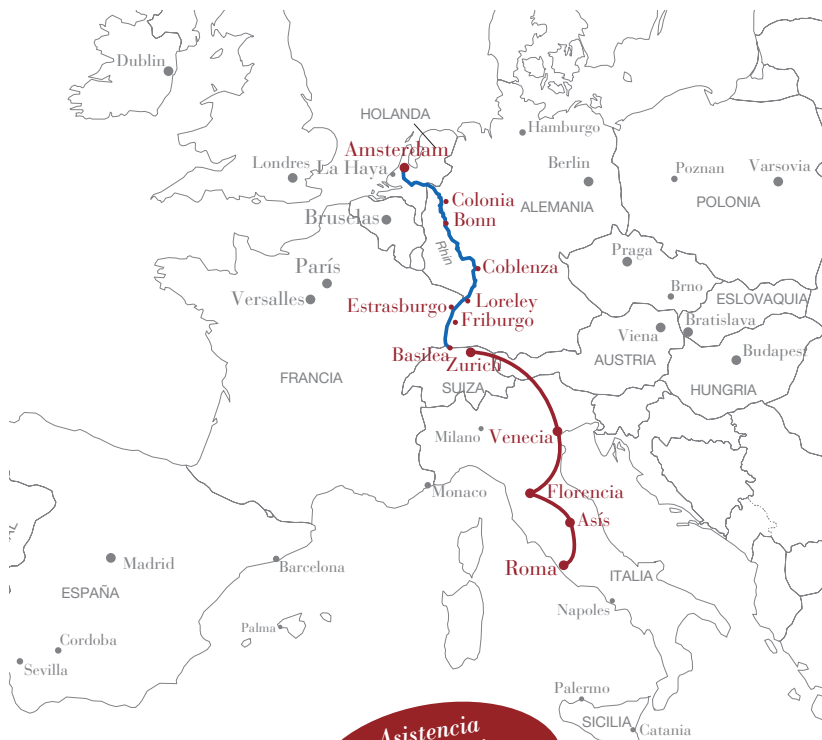 Dublin
HOLANDA
Hamburgo
Amsterdam
Londres
La Haya
Berlin
Poznan
Varsovia
Colonia
ALEMANIA
POLONIA
Bruselas
Bonn
Rhin
Praga
París
Coblenza
Brno
Versalles
Loreley
ESLOVAQUIA
Estrasburgo
Friburgo
Viena
Bratislava
Basilea
Zurich
AUSTRIA
Budapest
FRANCIA
SUIZA
HUNGRIA
Milano
Venecia
Monaco
Florencia
Asís
Madrid
Barcelona
Roma
ITALIA
ESPAÑA
Napoles
Palma
Cordoba
Sevilla
Palermo
SICILIA
Catania
Asistencia